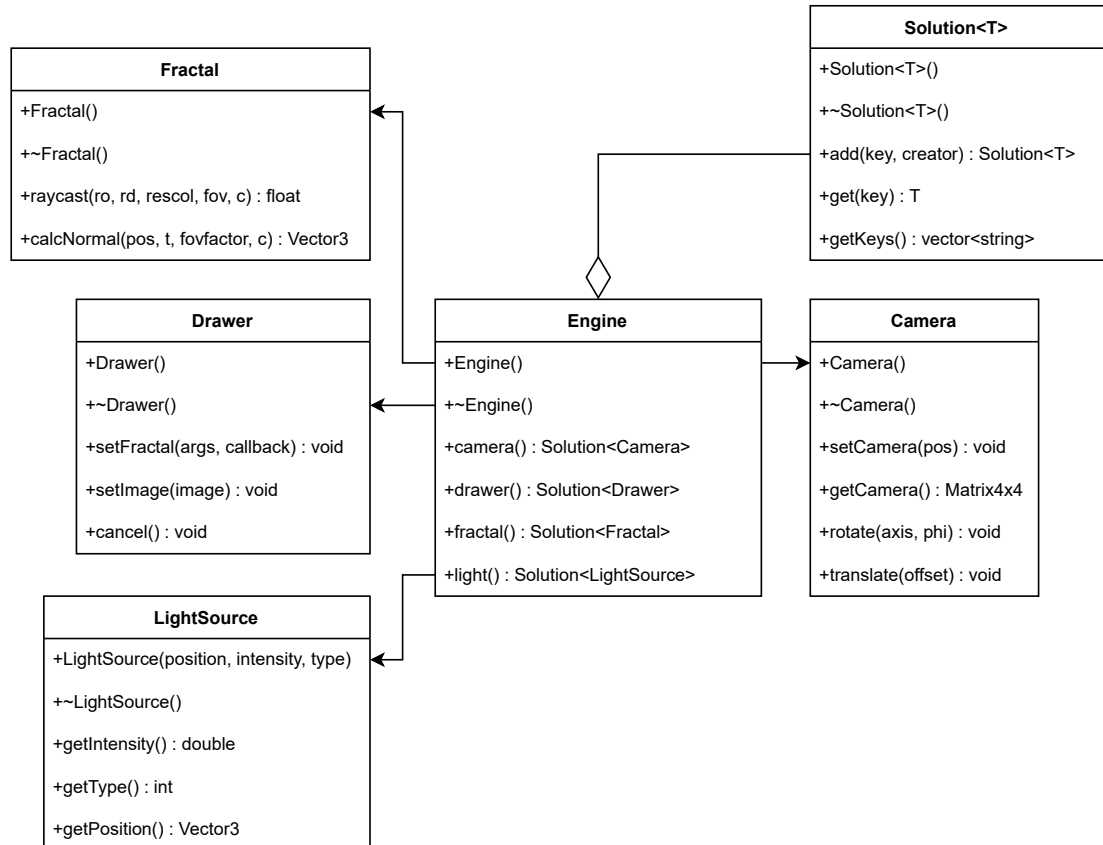 Solution<T>
+Solution<T>()
+~Solution<T>()
+add(key, creator) : Solution<T>
+get(key) : T
+getKeys() : vector<string>
Fractal
+Fractal()
+~Fractal()
+raycast(ro, rd, rescol, fov, c) : float
+calcNormal(pos, t, fovfactor, c) : Vector3
Drawer
+Drawer()
+~Drawer()
+setFractal(args, callback) : void
+setImage(image) : void
+cancel() : void
Engine
+Engine()
+~Engine()
+camera() : Solution<Camera>
+drawer() : Solution<Drawer>
+fractal() : Solution<Fractal>
+light() : Solution<LightSource>
Camera
+Camera()
+~Camera()
+setCamera(pos) : void
+getCamera() : Matrix4x4
+rotate(axis, phi) : void
+translate(offset) : void
LightSource
+LightSource(position, intensity, type)
+~LightSource()
+getIntensity() : double
+getType() : int
+getPosition() : Vector3